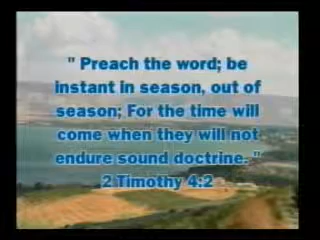 " Preach the word; be
instant in season, out of
season; For the time will
come when they will not
endure sound doctrine. "
2 Timothy 4:2